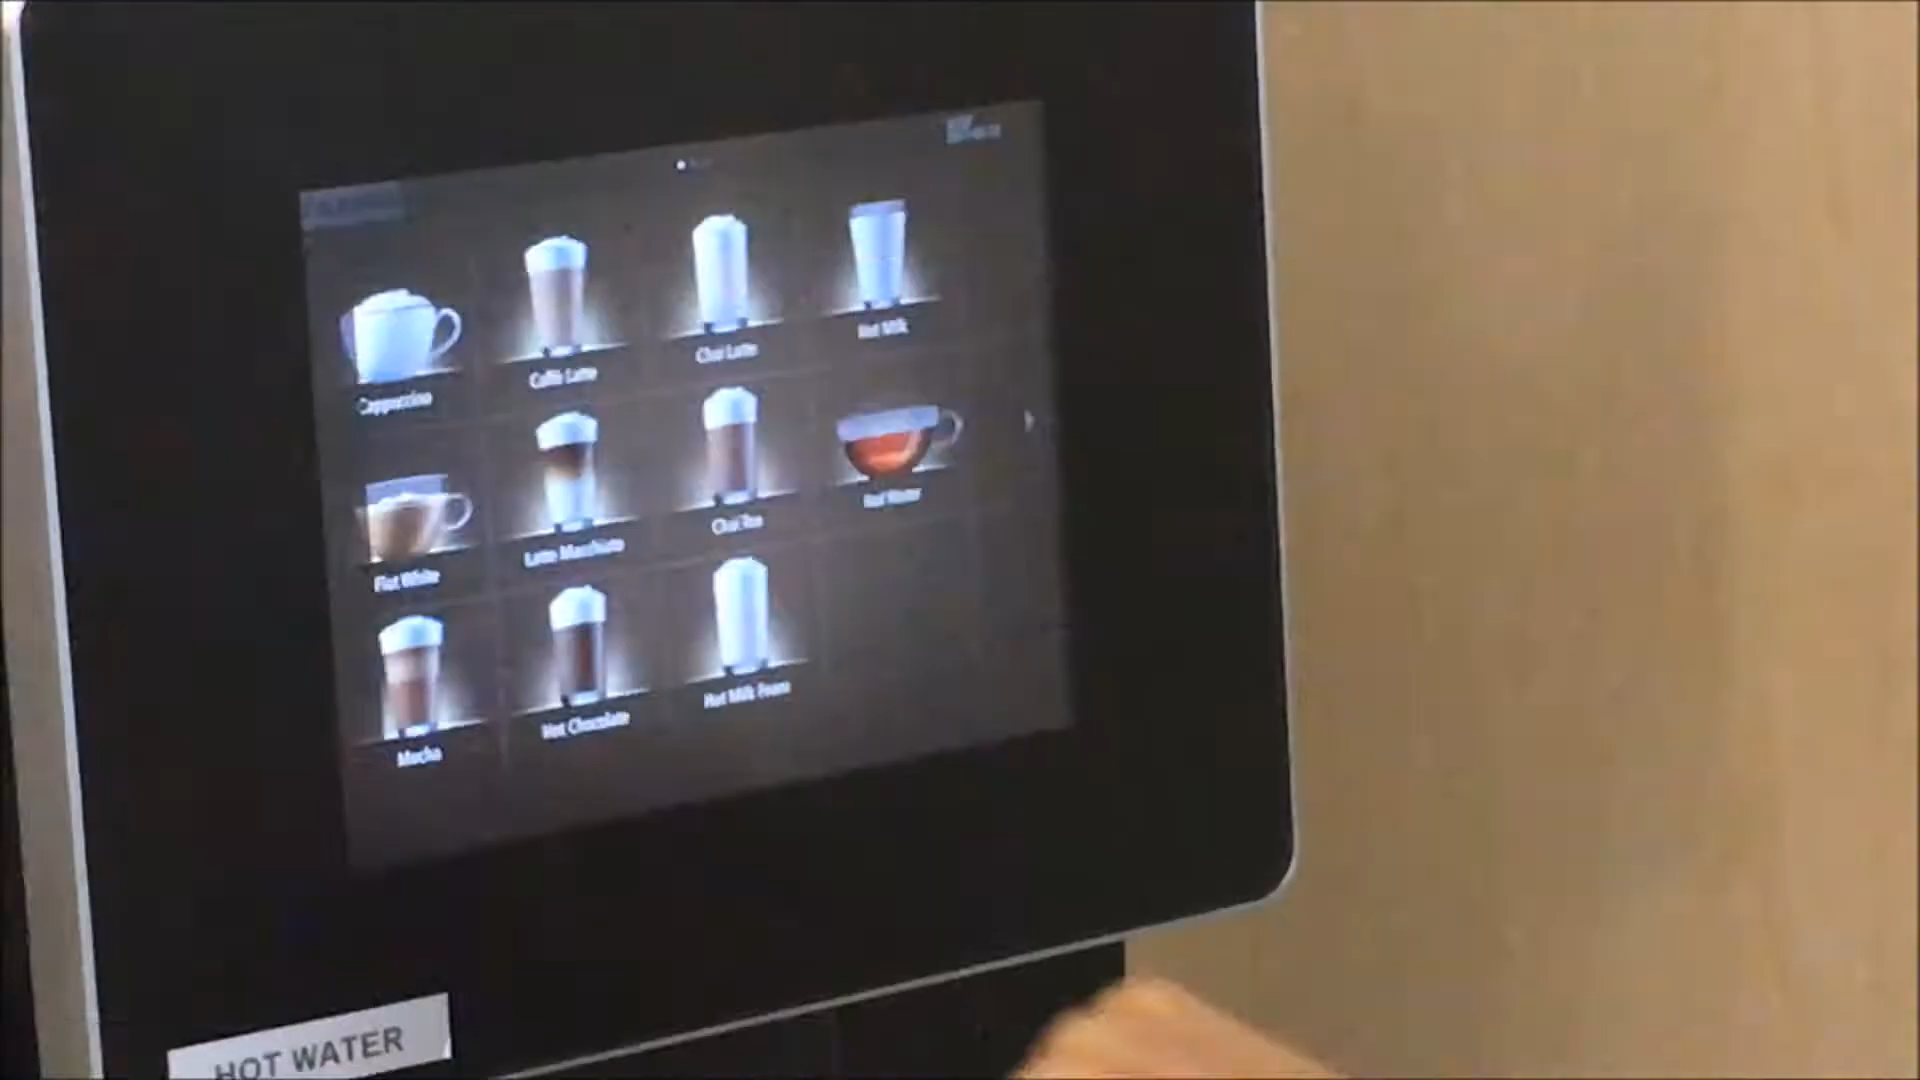 Cappuccino
Caffè Latte
Chai Latte
Hot Milk
Flat White
Latte Macchiato
Chai Tea
Hot Water
Mocha
Hot Chocolate
Hot Milk Foam
HOT WATER